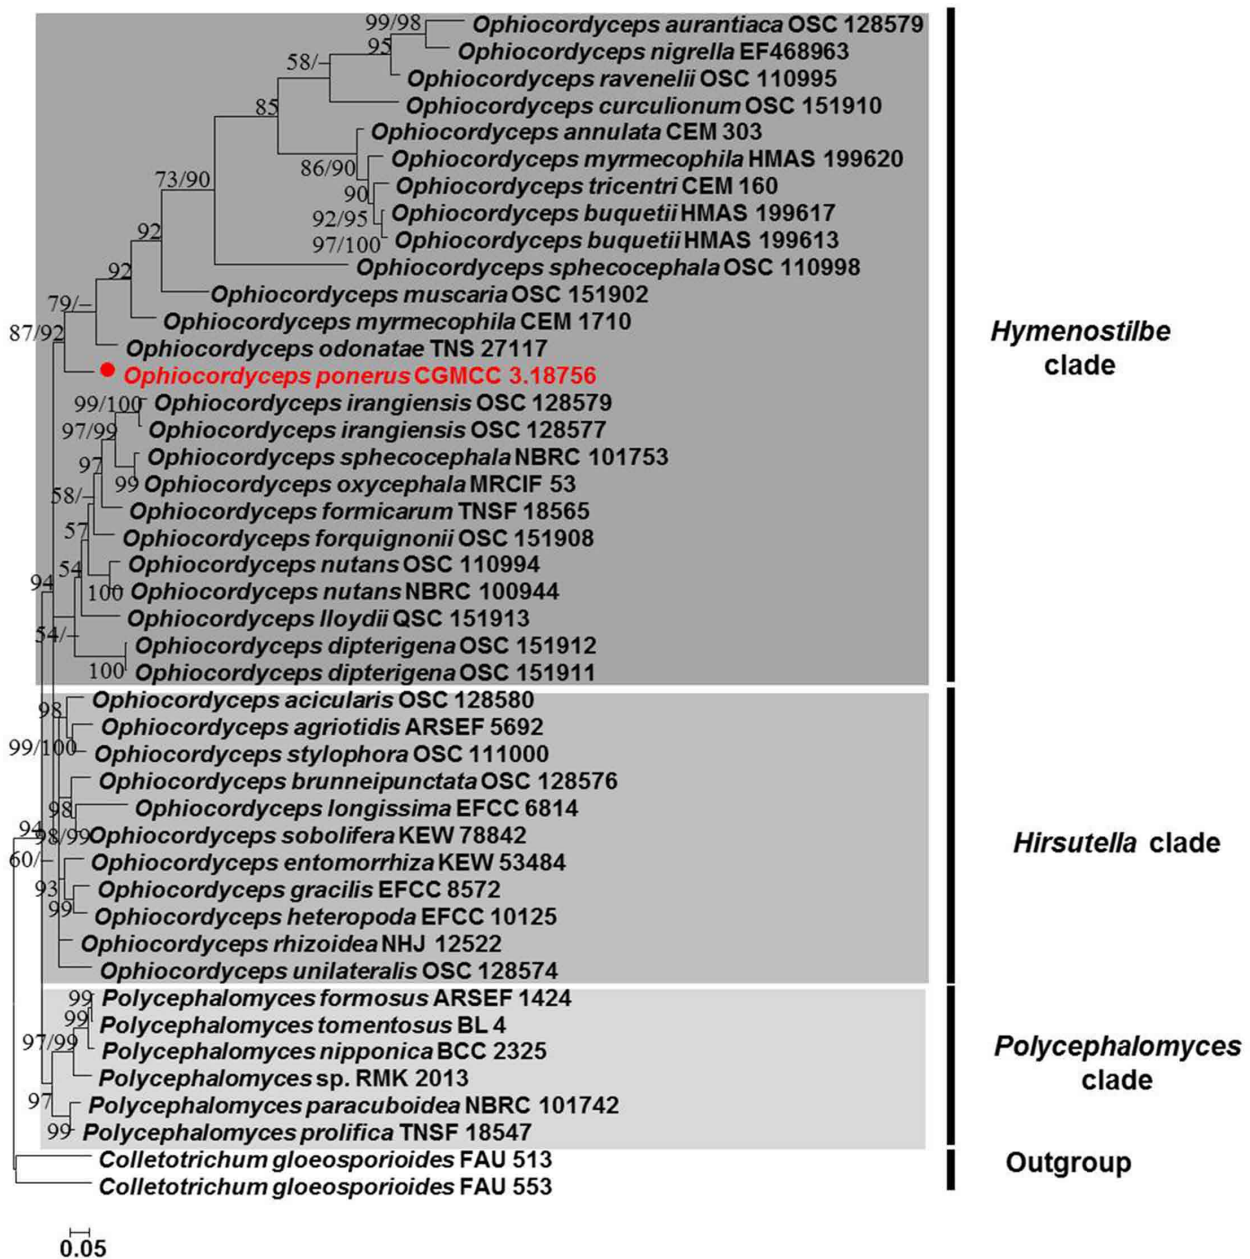 99/98 Ophiocordyceps aurantiaca OSC 128579
95 Ophiocordyceps nigrella EF468963
58/– Ophiocordyceps ravenelii OSC 110995
85 Ophiocordyceps curculionum OSC 151910
Ophiocordyceps annulata CEM 303
86/90 Ophiocordyceps myrmecophila HMAS 199620
73/90 90 Ophiocordyceps tricentri CEM 160
92/95 Ophiocordyceps buquetii HMAS 199617
92 97/100 Ophiocordyceps buquetii HMAS 199613
92 Ophiocordyceps sphecocephala OSC 110998
79/– Ophiocordyceps muscaria OSC 151902
87/92 Ophiocordyceps myrmecophila CEM 1710
Ophiocordyceps odonatae TNS 27117
Ophiocordyceps ponerus CGMCC 3.18756
99/100 Ophiocordyceps irangiensis OSC 128579
97/99 Ophiocordyceps irangiensis OSC 128577
97 Ophiocordyceps sphecocephala NBRC 101753
58/– 99 Ophiocordyceps oxycephala MRCIF 53
Ophiocordyceps formicarum TNSF 18565
57 Ophiocordyceps forquignonii OSC 151908
54 Ophiocordyceps nutans OSC 110994
94 100 Ophiocordyceps nutans NBRC 100944
Ophiocordyceps lloydii QSC 151913
54/– Ophiocordyceps dipterigena OSC 151912
100 Ophiocordyceps dipterigena OSC 151911
Hymenostilbe
clade
98 Ophiocordyceps acicularis OSC 128580
Ophiocordyceps agriotidis ARSEF 5692
99/100 Ophiocordyceps stylophora OSC 111000
Ophiocordyceps brunneipunctata OSC 128576
98 Ophiocordyceps longissima EFCC 6814
94 98/99 Ophiocordyceps sobolifera KEW 78842
60/– Ophiocordyceps entomorrhiza KEW 53484
93 Ophiocordyceps gracilis EFCC 8572
99 Ophiocordyceps heteropoda EFCC 10125
Ophiocordyceps rhizoidea NHJ 12522
Ophiocordyceps unilateralis OSC 128574
Hirsutella clade
99 Polycephalomyces formosus ARSEF 1424
99 Polycephalomyces tomentosus BL 4
97/99 Polycephalomyces nipponica BCC 2325
Polycephalomyces sp. RMK 2013
97 Polycephalomyces paracuboidea NBRC 101742
99 Polycephalomyces prolifica TNSF 18547
Polycephalomyces
clade
Colletotrichum gloeosporioides FAU 513
Colletotrichum gloeosporioides FAU 553
Outgroup
0.05